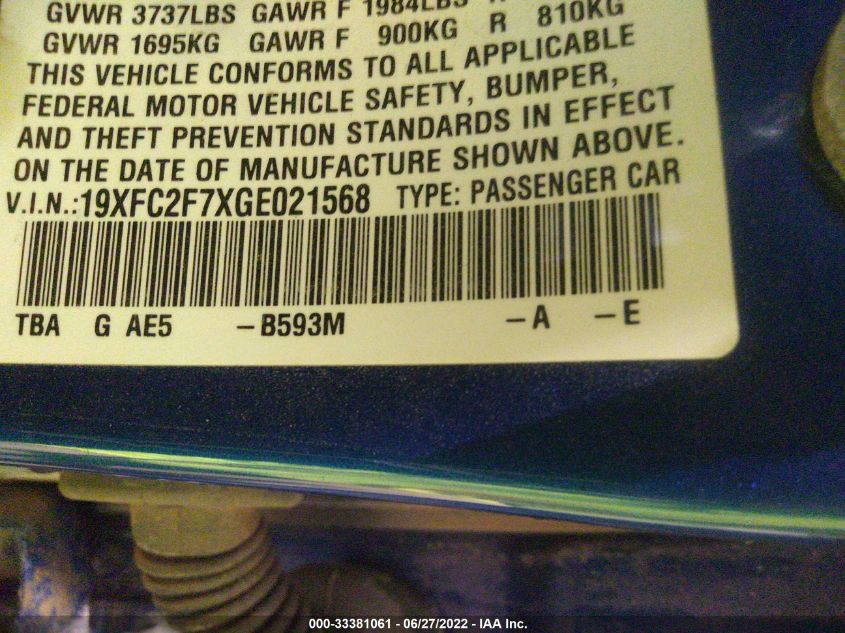 GVWR 3737LBS GAWR F 1984LBS
GVWR 1695KG GAWR F 900KG R 810KG
THIS VEHICLE CONFORMS TO ALL APPLICABLE
FEDERAL MOTOR VEHICLE SAFETY, BUMPER,
AND THEFT PREVENTION STANDARDS IN EFFECT
ON THE DATE OF MANUFACTURE SHOWN ABOVE.
V.I.N.:19XFC2F7XGE021568 TYPE: PASSENGER CAR
TBA G AE5 -B593M -A -E
000-33381061 - 06/27/2022 - IAA Inc.